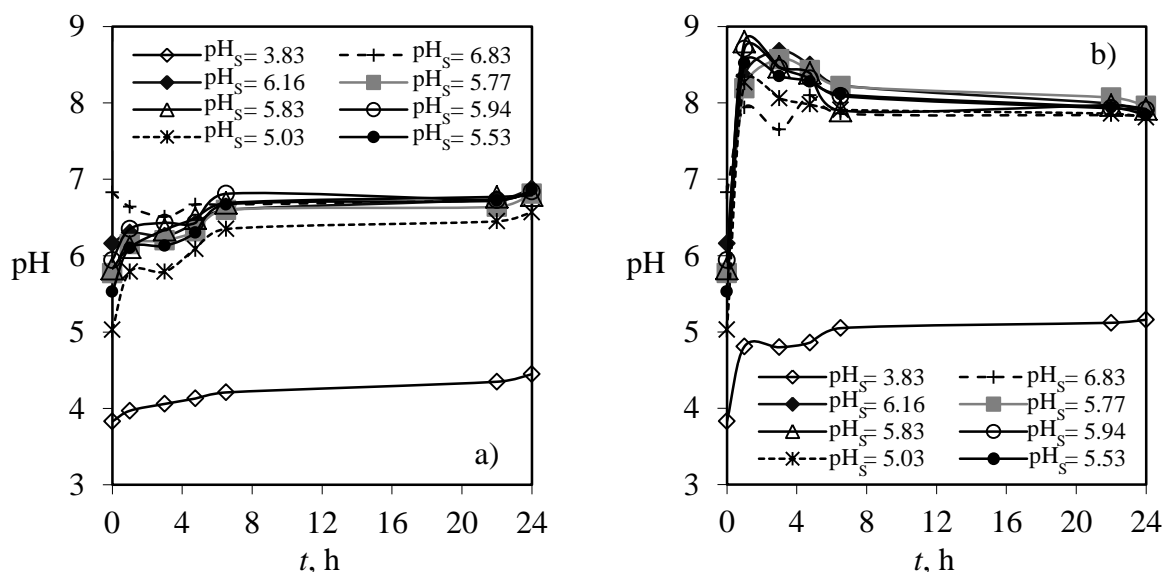 9
8
7
6
5
4
3
pH
pHS= 3.83
pHS= 6.83
pHS= 6.16
pHS= 5.77
pHS= 5.83
pHS= 5.94
pHS= 5.03
pHS= 5.53
a)
0 4 8 12 16 20 24
t, h
9
8
7
6
5
4
3
pH
b)
pHS= 3.83
pHS= 6.83
pHS= 6.16
pHS= 5.77
pHS= 5.83
pHS= 5.94
pHS= 5.03
pHS= 5.53
0 4 8 12 16 20 24
t, h